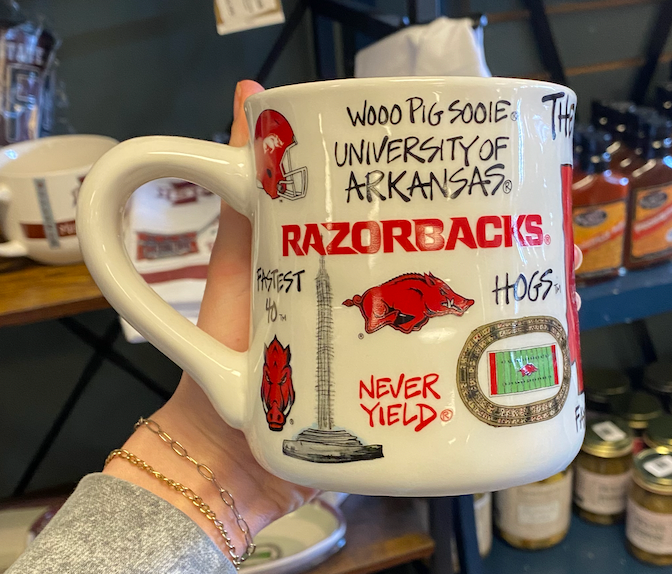 WOOO PIG SOOIE®
UNIVERSITY OF
ARKANSAS®
RAZORBACKS®
FASTEST
40™
HOGS™
NEVER
YIELD®